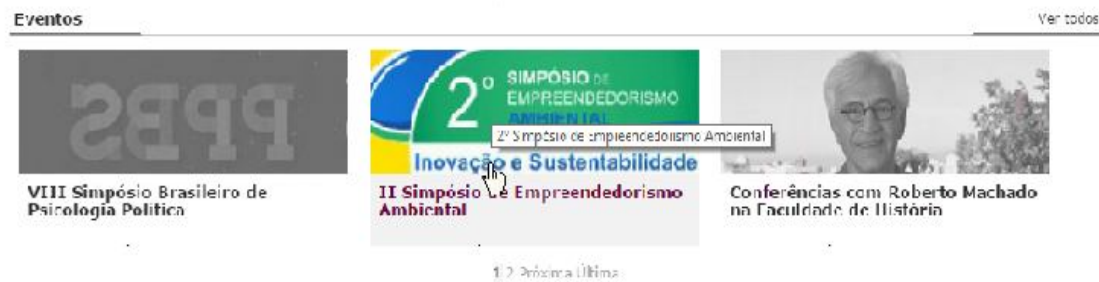 Eventos
Ver todos
2º SIMPÓSIO DE
EMPREENDEDORISMO
AMBIENTAL
2º Simpósio de Empreendedorismo Ambiental
Inovação e Sustentabilidade
VIII Simpósio Brasileiro de
Psicologia Política
II Simpósio de Empreendedorismo
Ambiental
Conferências com Roberto Machado
na Faculdade de História
1 2 Próxima Última